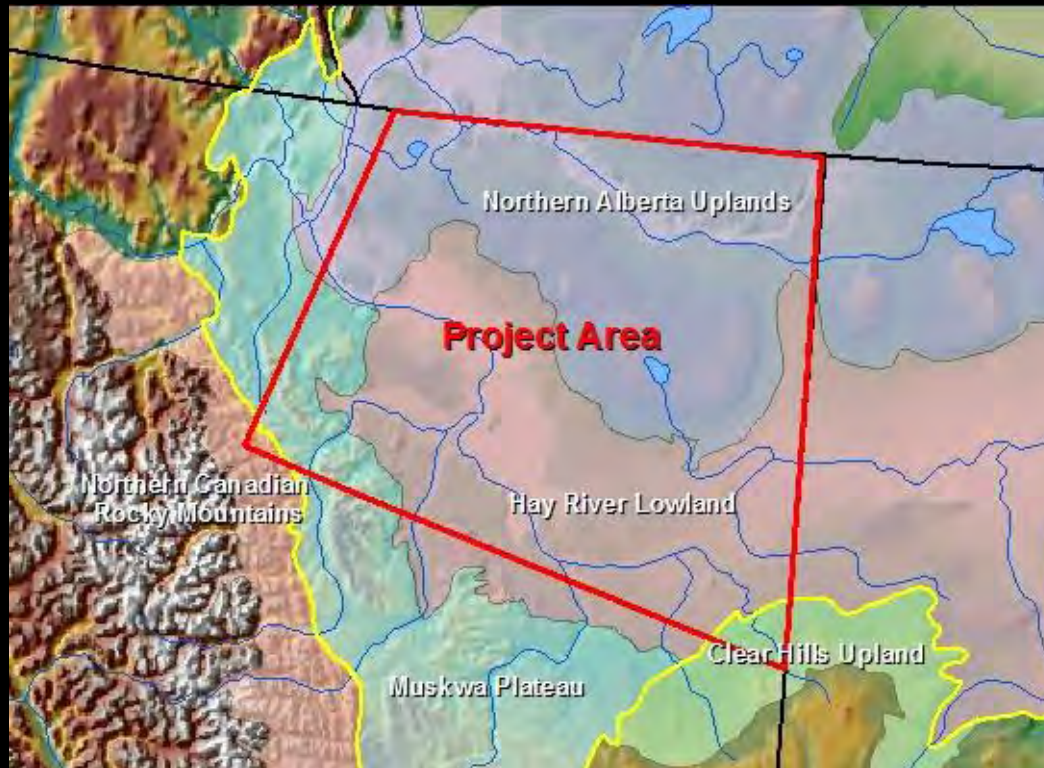 Northern Alberta Uplands
Project Area
Northern Canadian
Rocky Mountains
Hay River Lowland
Clear Hills Upland
Muskwa Plateau